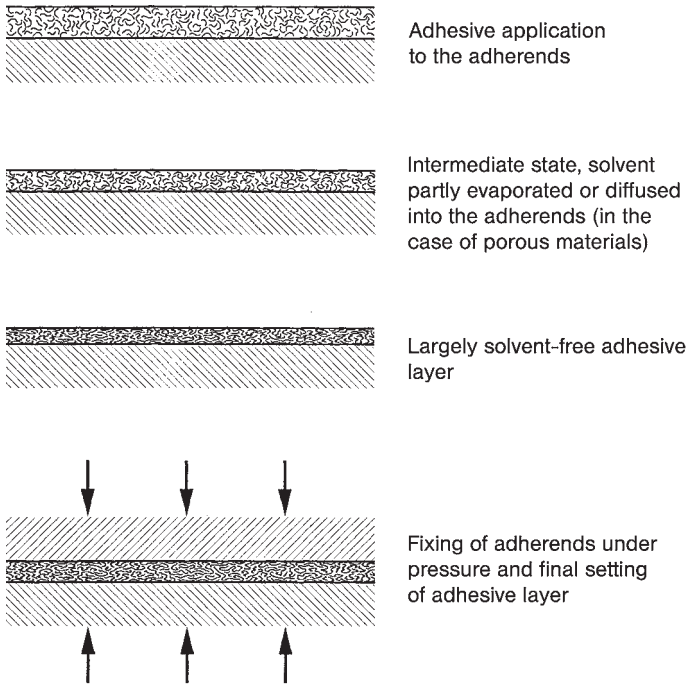 Adhesive application
to the adherends
Intermediate state, solvent
partly evaporated or diffused
into the adherends (in the
case of porous materials)
Largely solvent-free adhesive
layer
Fixing of adherends under
pressure and final setting
of adhesive layer